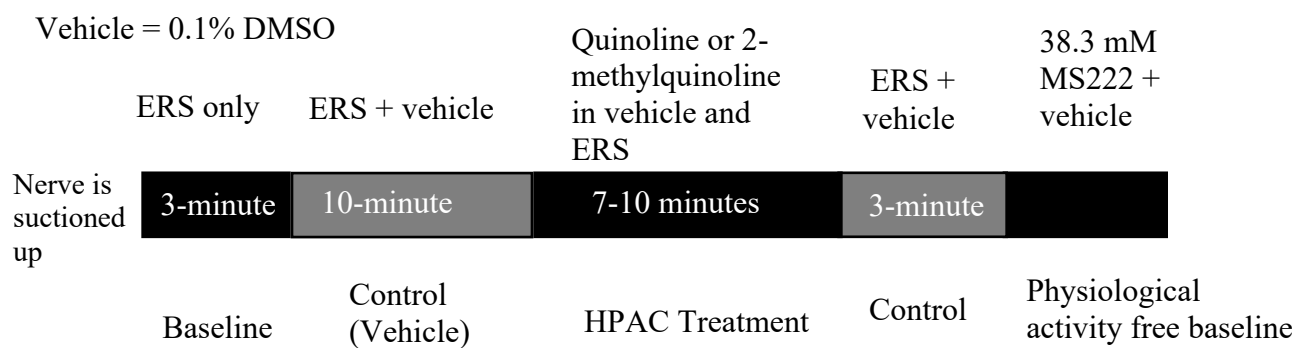 Vehicle = 0.1% DMSO
ERS only
ERS + vehicle
Quinoline or 2-
methylquinoline
in vehicle and
ERS
ERS +
vehicle
38.3 mM
MS222 +
vehicle
Nerve is
suctioned
up
3-minute
10-minute
7-10 minutes
3-minute
Baseline
Control
(Vehicle)
HPAC Treatment
Control
Physiological
activity free baseline